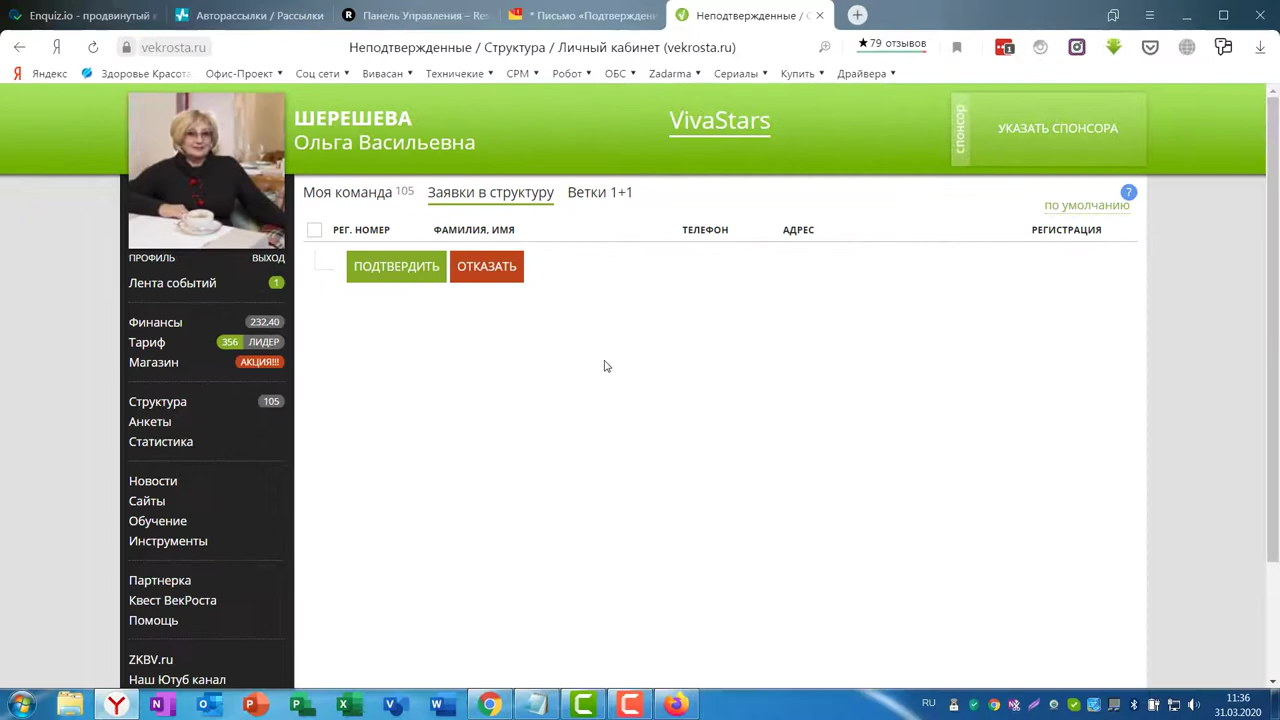 Enquiz.io - продвинутый
Авторассылки / Рассылки
Панель Управления – Res
* Письмо «Подтвержден
Неподтвержденные / С
vekrosta.ru
Неподтвержденные / Структура / Личный кабинет (vekrosta.ru)
★79 отзывов
Яндекс
Здоровье Красота
Офис-Проект
Соц сети
Вивасан
Техничекие
СРМ
Робот
ОБС
Zadarma
Сериалы
Купить
Драйвера
ШЕРЕШЕВА
Ольга Васильевна
VivaStars
спонсор
УКАЗАТЬ СПОНСОРА
Моя команда 105
Заявки в структуру
Ветки 1+1
?
по умолчанию
РЕГ. НОМЕР
ФАМИЛИЯ, ИМЯ
ТЕЛЕФОН
АДРЕС
РЕГИСТРАЦИЯ
ПОДТВЕРДИТЬ
ОТКАЗАТЬ
ПРОФИЛЬ
ВЫХОД
Лента событий 1
Финансы 232,40
Тариф 356 ЛИДЕР
Магазин АКЦИЯ!!!
Структура 105
Анкеты
Статистика
Новости
Сайты
Обучение
Инструменты
Партнерка
Квест ВекРоста
Помощь
ZKBV.ru
Наш Ютуб канал
RU
11:36
31.03.2020